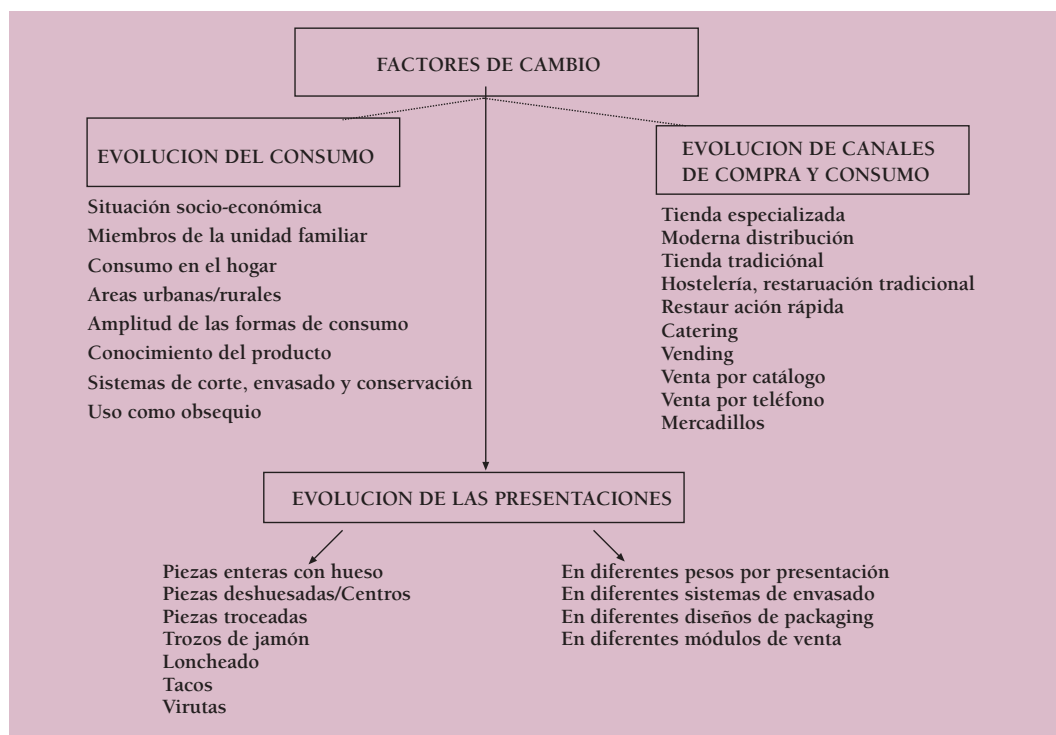 FACTORES DE CAMBIO
EVOLUCION DEL CONSUMO
Situación socio-económica
Miembros de la unidad familiar
Consumo en el hogar
Areas urbanas/rurales
Amplitud de las formas de consumo
Conocimiento del producto
Sistemas de corte, envasado y conservación
Uso como obsequio
EVOLUCION DE CANALES
DE COMPRA Y CONSUMO
Tienda especializada
Moderna distribución
Tienda tradiciónal
Hostelería, restaruación tradicional
Restaur ación rápida
Catering
Vending
Venta por catálogo
Venta por teléfono
Mercadillos
EVOLUCION DE LAS PRESENTACIONES
Piezas enteras con hueso
Piezas deshuesadas/Centros
Piezas troceadas
Trozos de jamón
Loncheado
Tacos
Virutas
En diferentes pesos por presentación
En diferentes sistemas de envasado
En diferentes diseños de packaging
En diferentes módulos de venta